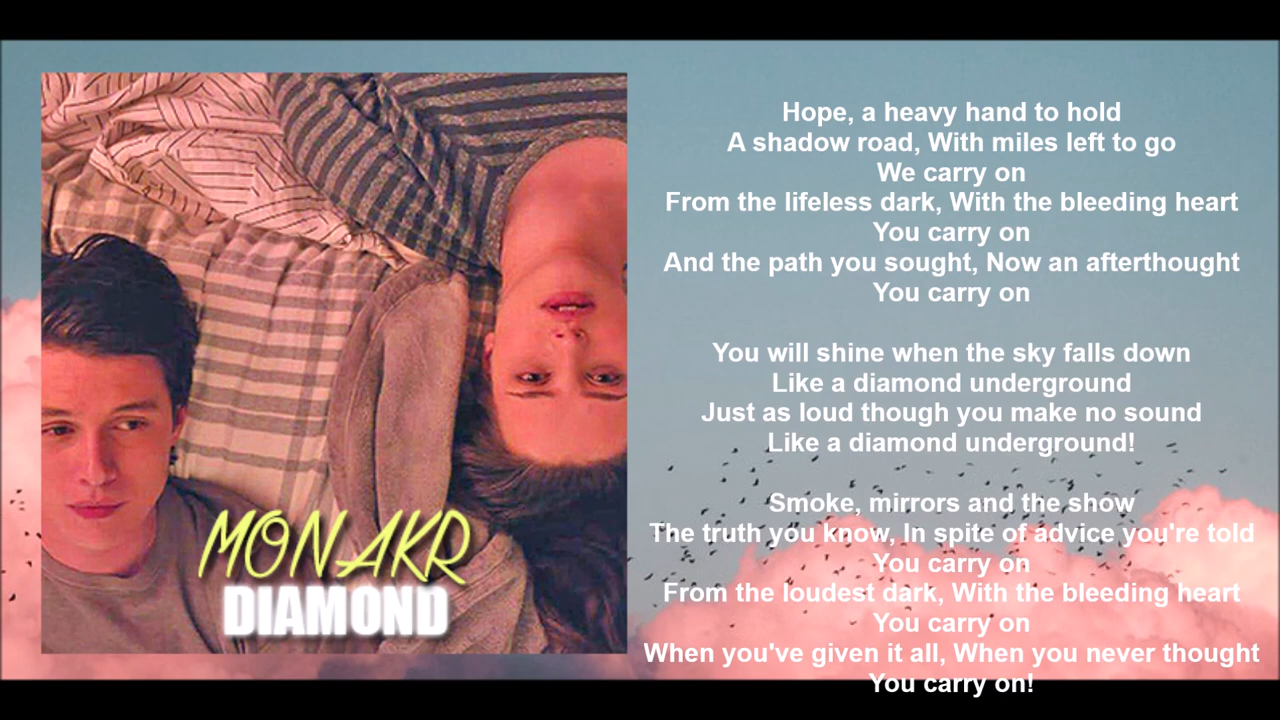 MONAKR
DIAMOND
Hope, a heavy hand to hold
A shadow road, With miles left to go
We carry on
From the lifeless dark, With the bleeding heart
You carry on
And the path you sought, Now an afterthought
You carry on
You will shine when the sky falls down
Like a diamond underground
Just as loud though you make no sound
Like a diamond underground!
Smoke, mirrors and the show
The truth you know, In spite of advice you're told
You carry on
From the loudest dark, With the bleeding heart
You carry on
When you've given it all, When you never thought
You carry on!